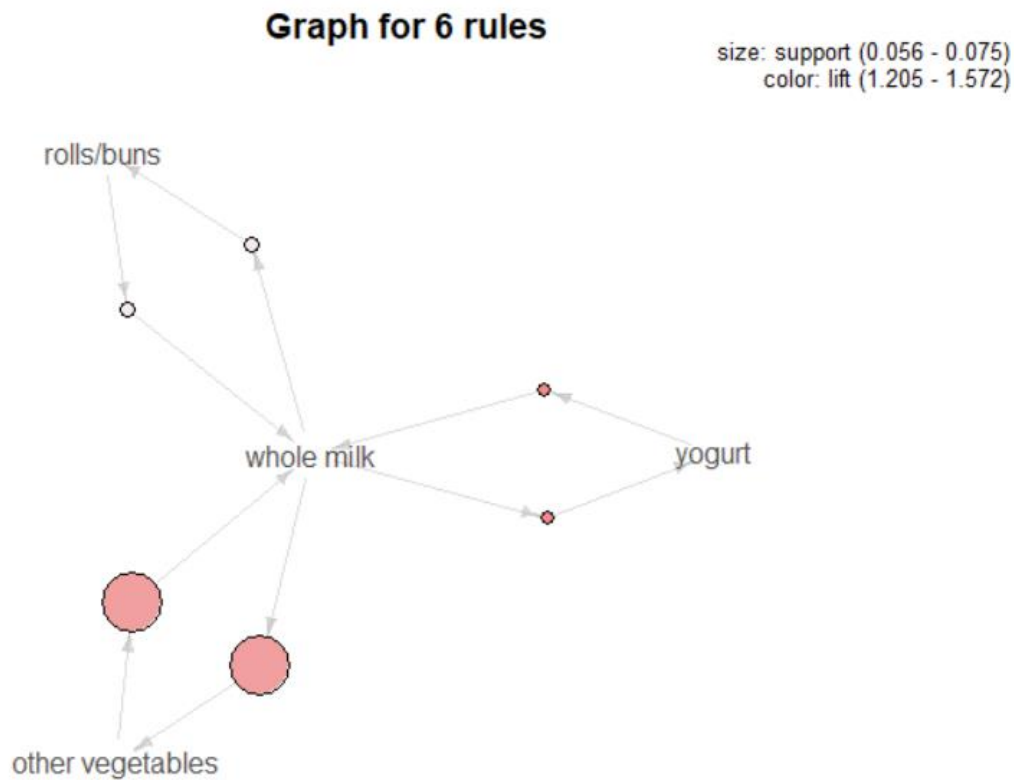 Graph for 6 rules
size: support (0.056 - 0.075)
color: lift (1.205 - 1.572)
rolls/buns
whole milk
yogurt
other vegetables